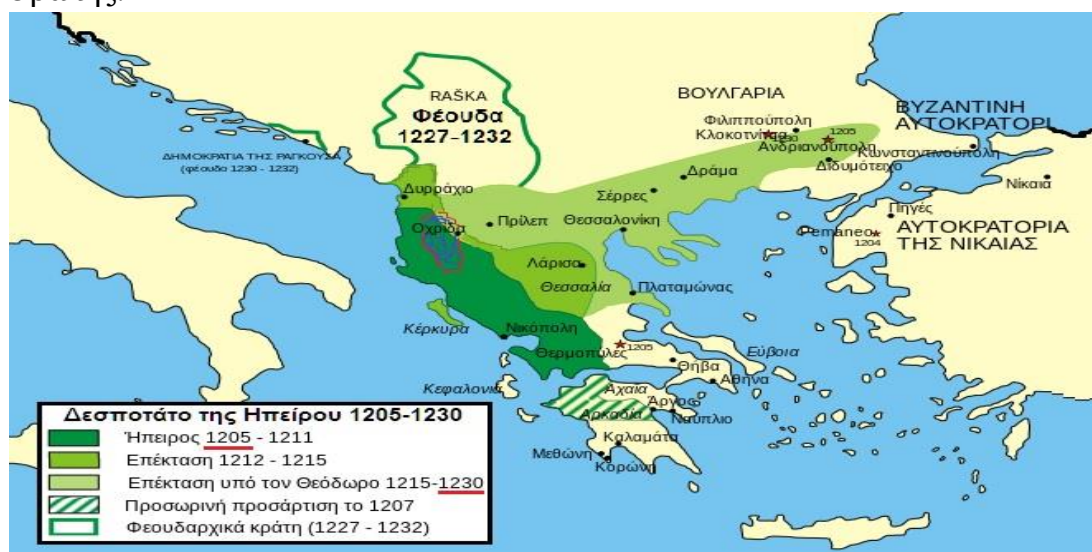 RAŠKA
Φέουδα
1227-1232
ΒΟΥΛΓΑΡΙΑ
ΒΥΖΑΝΤΙΝΗ
ΑΥΤΟΚΡΑΤΟΡΙ
Φιλιππούπολη
1205
Κλοκοτνίτσα
1230
Ανδριανούπολη
Κωνσταντινούπολη
Διδυμότειχο
ΔΗΜΟΚΡΑΤΙΑ ΤΗΣ ΡΑΓΚΟΥΣΑ
(φέουδο 1230 - 1232)
Δυρράχιο
Δράμα
Σέρρες
Νίκαια
Πρίλεπ
Θεσσαλονίκη
Πηγές
Οχρίδα
Pemaneo
1204
ΑΥΤΟΚΡΑΤΟΡΙΑ
ΤΗΣ ΝΙΚΑΙΑΣ
Λάρισα
Θεσσαλία
Πλαταμώνας
Κέρκυρα
Νικόπολη
Θερμοπύλες
1205
Εύβοια
Θήβα
Αθήνα
Κεφαλονιά
Αχαΐα
Άργος
Αρκαδία
Ναύπλιο
Καλαμάτα
Μεθώνη
Κορώνη
Δεσποτάτο της Ηπείρου 1205-1230
Ήπειρος 1205 - 1211
Επέκταση 1212 - 1215
Επέκταση υπό τον Θεόδωρο 1215-1230
Προσωρινή προσάρτιση το 1207
Φεουδαρχικά κράτη (1227 - 1232)